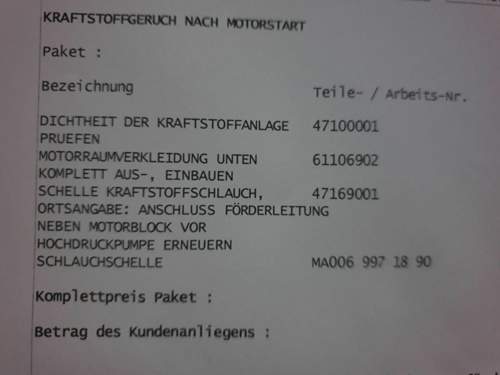 KRAFTSTOFFGERUCH NACH MOTORSTART
Paket :
Bezeichnung Teile- / Arbeits-Nr.
DICHTHEIT DER KRAFTSTOFFANLAGE 47100001
PRUEFEN
MOTORRAUMVERKLEIDUNG UNTEN 61106902
KOMPLETT AUS-, EINBAUEN
SCHELLE KRAFTSTOFFSCHLAUCH, 47169001
ORTSANGABE: ANSCHLUSS FÖRDERLEITUNG
NEBEN MOTORBLOCK VOR
HOCHDRUCKPUMPE ERNEUERN
SCHLAUCHSCHELLE MA006 997 18 90
Komplettpreis Paket :
Betrag des Kundenanliegens :